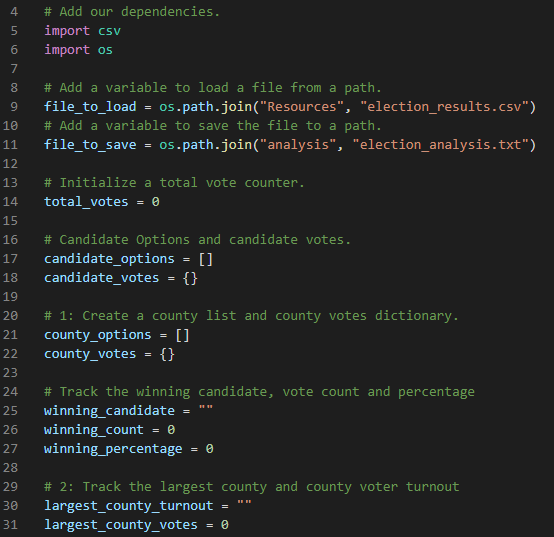 4 # Add our dependencies.
5 import csv
6 import os
7
8 # Add a variable to load a file from a path.
9 file_to_load = os.path.join("Resources", "election_results.csv")
10 # Add a variable to save the file to a path.
11 file_to_save = os.path.join("analysis", "election_analysis.txt")
12
13 # Initialize a total vote counter.
14 total_votes = 0
15
16 # Candidate Options and candidate votes.
17 candidate_options = []
18 candidate_votes = {}
19
20 # 1: Create a county list and county votes dictionary.
21 county_options = []
22 county_votes = {}
23
24 # Track the winning candidate, vote count and percentage
25 winning_candidate = ""
26 winning_count = 0
27 winning_percentage = 0
28
29 # 2: Track the largest county and county voter turnout
30 largest_county_turnout = ""
31 largest_county_votes = 0